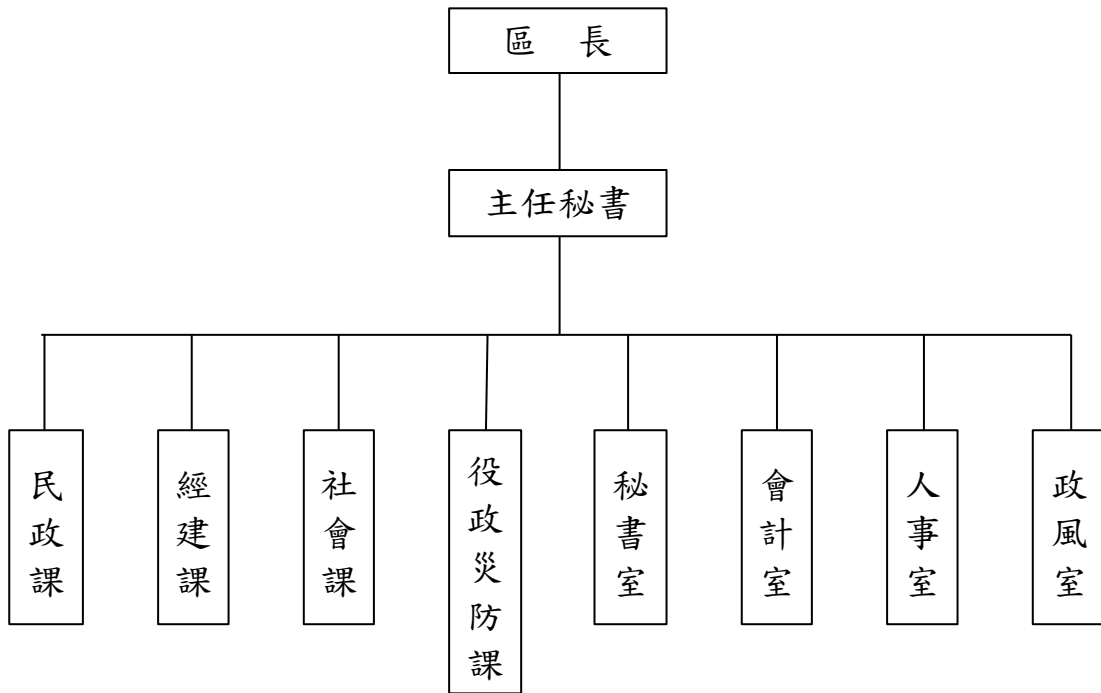 區 長
主任秘書
民政課
經建課
社會課
役政災防課
秘書室
會計室
人事室
政風室